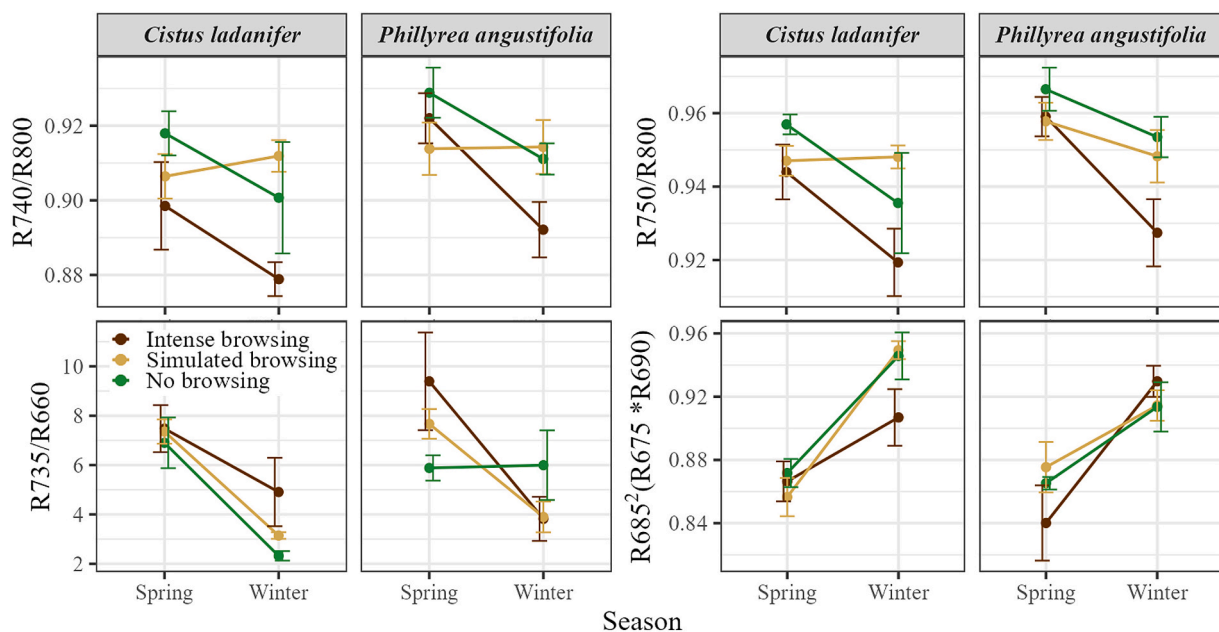 Cistus ladanifer
Phillyrea angustifolia
Cistus ladanifer
Phillyrea angustifolia
R740/R800
0.92
0.90
0.88
R750/R800
0.96
0.94
0.92
R735/R660
10
8
6
4
2
Intense browsing
Simulated browsing
No browsing
R685²(R675 *R690)
0.96
0.92
0.88
0.84
Spring
Winter
Spring
Winter
Spring
Winter
Spring
Winter
Season